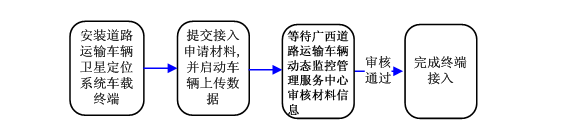 安装道路
运输车辆
卫星定位
系统车载
终端
提交接入
申请材料,
并启动车
辆上传数
据
等待广西道
路运输车辆
动态监控管
理服务中心
审核材料信
息
审核
通过
完成终端
接入